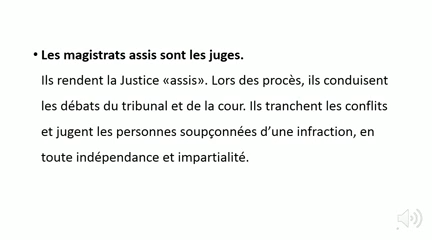 • Les magistrats assis sont les juges.
Ils rendent la Justice «assis». Lors des procès, ils conduisent
les débats du tribunal et de la cour. Ils tranchent les conflits
et jugent les personnes soupçonnées d’une infraction, en
toute indépendance et impartialité.